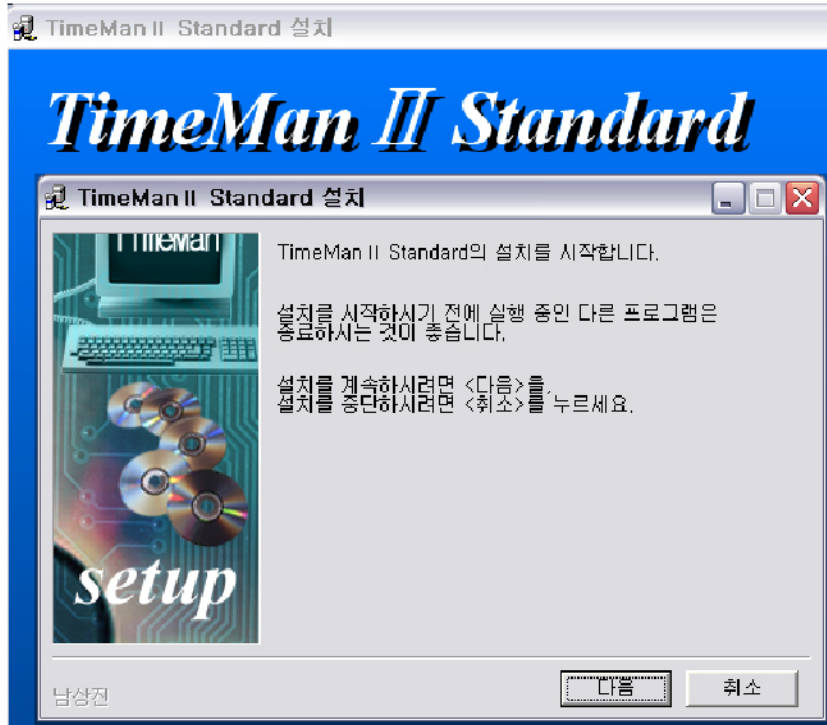 TimeMan II Standard 설치
TimeMan II Standard
TimeMan II Standard 설치
TimeMan
TimeMan II Standard의 설치를 시작합니다.
설치를 시작하시기 전에 실행 중인 다른 프로그램은
종료하시는 것이 좋습니다.
설치를 계속하시려면 <다음>을,
설치를 중단하시려면 <취소>를 누르세요.
setup
남상진
다음
취소